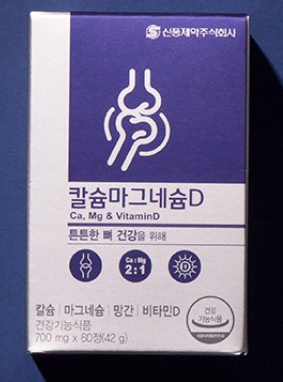 신풍제약주식회사
칼슘마그네슘D
Ca, Mg & VitaminD
튼튼한 뼈 건강을 위해
Ca : Mg
2:1
D
칼슘 | 마그네슘 | 망간 | 비타민D
건강기능식품
700 mg x 60정(42 g)
건강
기능식품